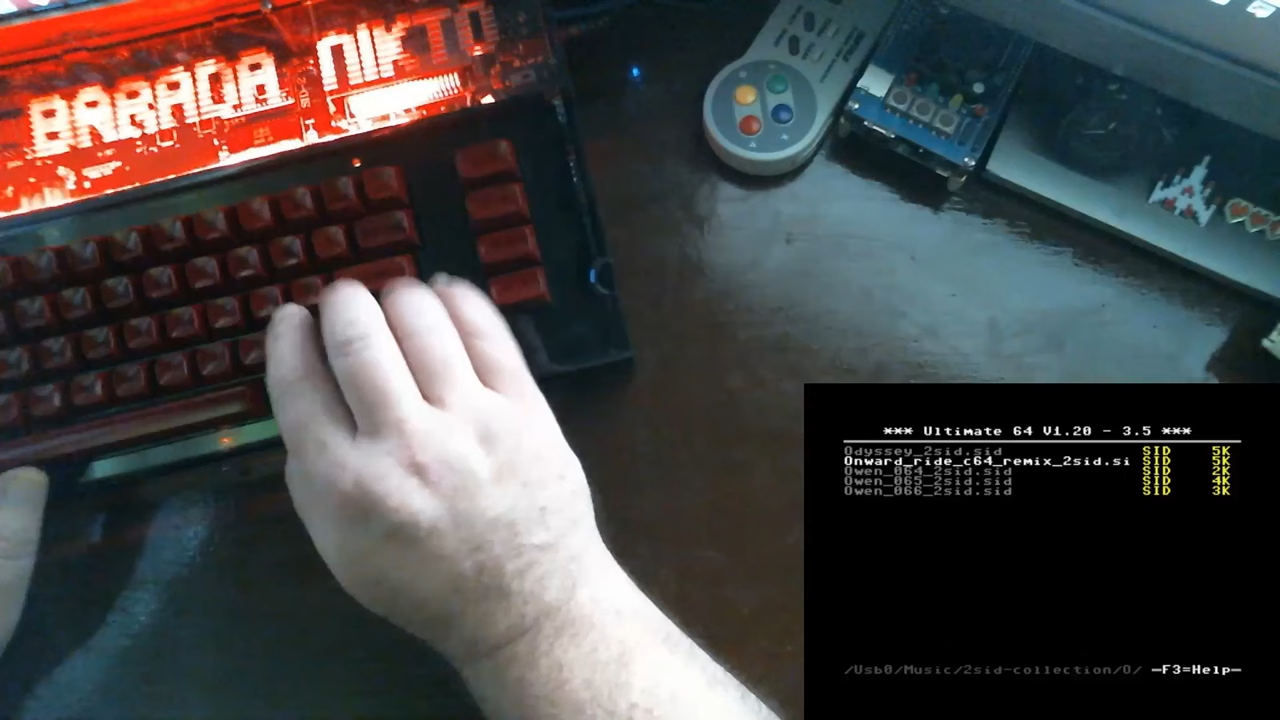 BARADA NIKTO
*** Ultimate 64 V1.20 - 3.5 ***
Odyssey_2sid.sid SID 5K
Onward_ride_c64_remix_2sid.si SID 5K
Owen_064_2sid.sid SID 2K
Owen_065_2sid.sid SID 4K
Owen_066_2sid.sid SID 3K
/Usb0/Music/2sid-collection/O/ —F3=Help—